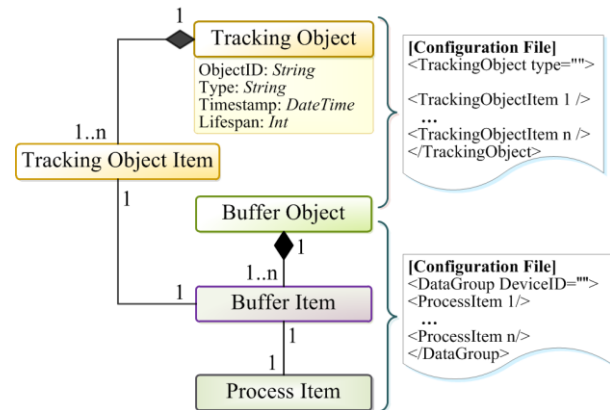 1
Tracking Object
ObjectID: String
Type: String
Timestamp: DateTime
Lifespan: Int
1..n
Tracking Object Item
1
Buffer Object
1
1..n
1
Buffer Item
1
1
Process Item
[Configuration File]
<TrackingObject type="">
<TrackingObjectItem 1 />
...
<TrackingObjectItem n />
</TrackingObject>
[Configuration File]
<DataGroup DeviceID="">
<ProcessItem 1/>
...
<ProcessItem n/>
</DataGroup>